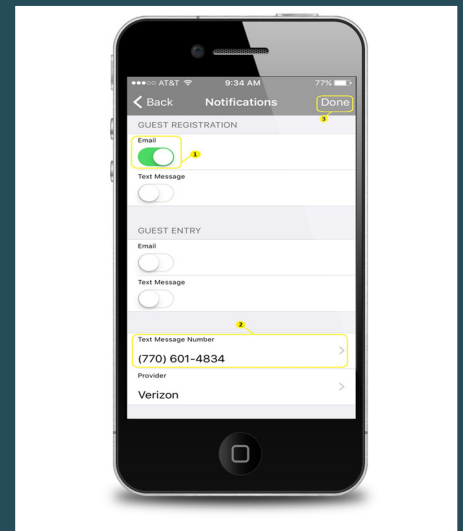 AT&T 9:34 AM 77%
Back Notifications Done
3
GUEST REGISTRATION
Email
1
Text Message
GUEST ENTRY
Email
Text Message
2
Text Message Number
(770) 601-4834
Provider
Verizon